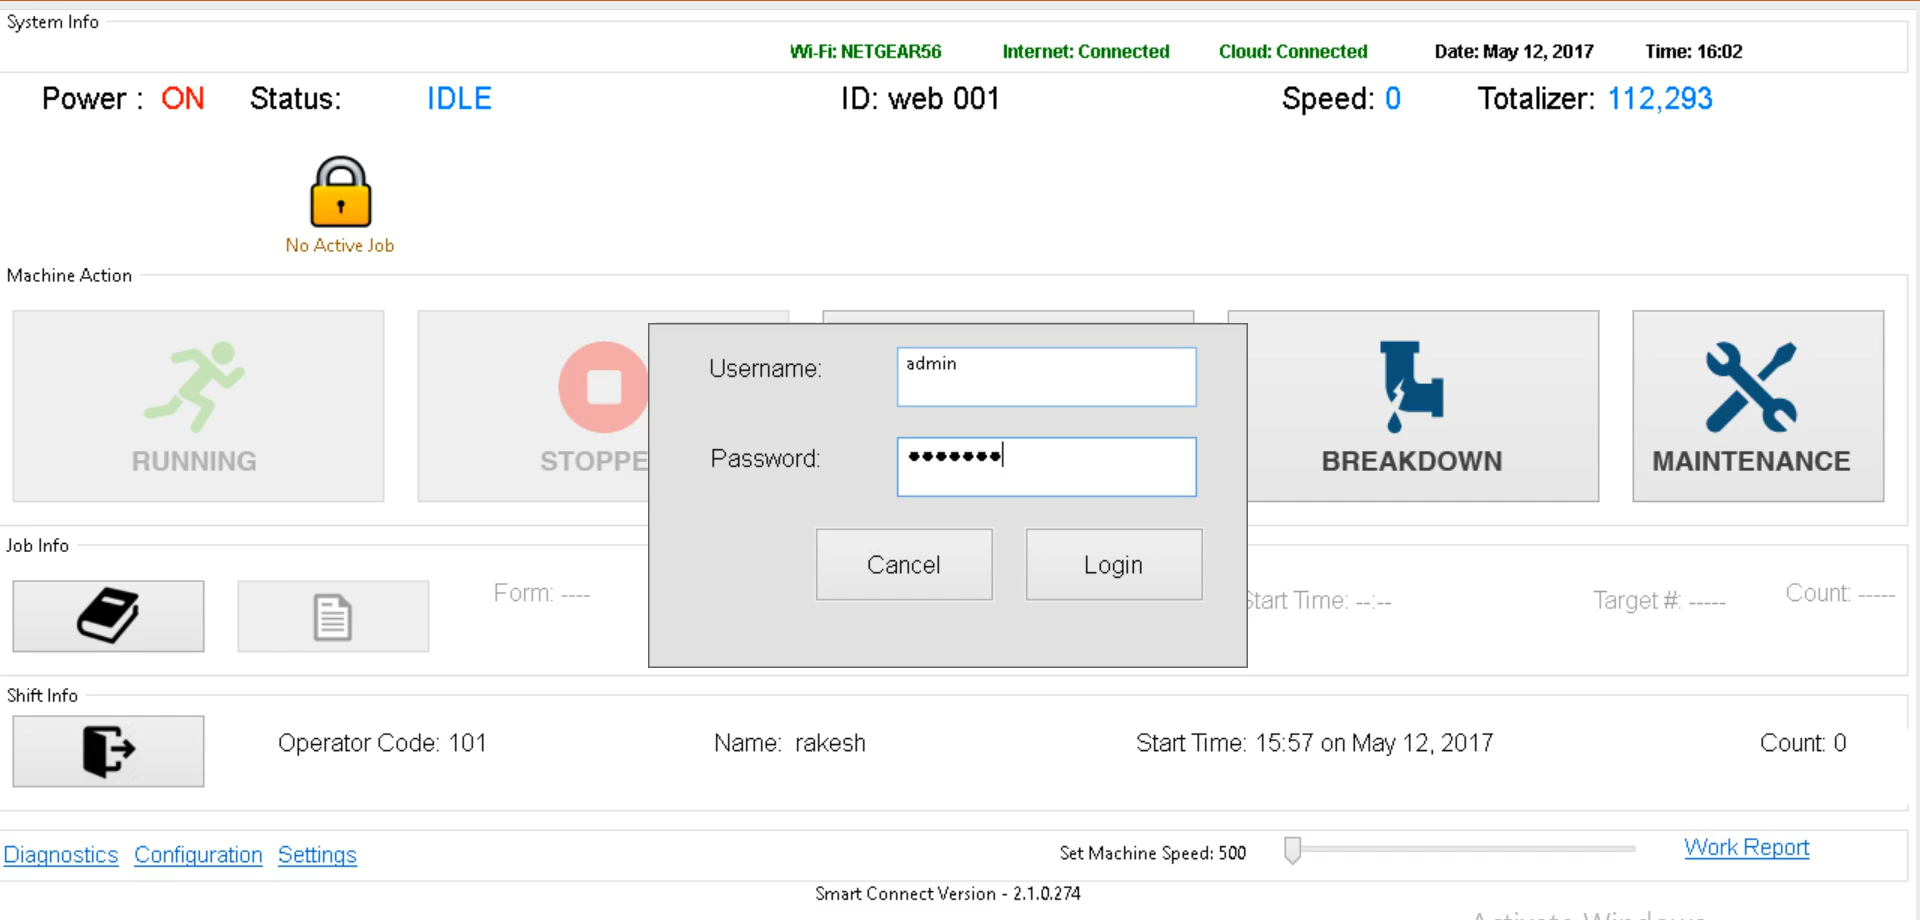 System Info
Wi-Fi: NETGEAR56 Internet: Connected Cloud: Connected Date: May 12, 2017 Time: 16:02
Power : ON Status: IDLE ID: web 001 Speed: 0 Totalizer: 112,293
No Active Job
Machine Action
Username: admin
Password: •••••••
RUNNING STOPPE BREAKDOWN MAINTENANCE
Cancel Login
Job Info
Form: ---- Start Time: --:-- Target #: ----- Count: -----
Shift Info
Operator Code: 101 Name: rakesh Start Time: 15:57 on May 12, 2017 Count: 0
Diagnostics Configuration Settings Set Machine Speed: 500 Work Report
Smart Connect Version - 2.1.0.274
Activate Windows